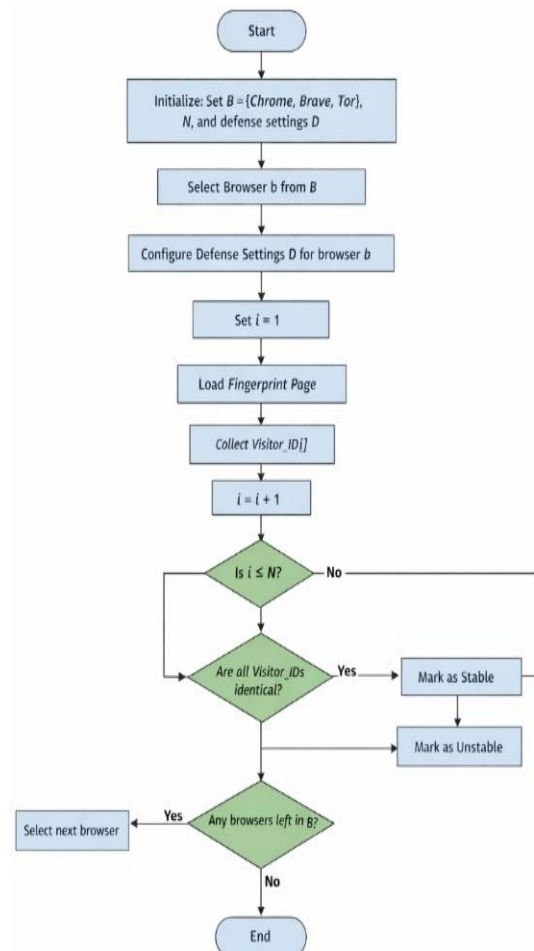 Start
Initialize: Set B = {Chrome, Brave, Tor},
N, and defense settings D
Select Browser b from B
Configure Defense Settings D for browser b
Set i = 1
Load Fingerprint Page
Collect Visitor_IDi]
i = i + 1
Is i ≤ N?
No
Are all Visitor_IDs
identical?
Yes
Mark as Stable
Mark as Unstable
Any browsers left in B?
Yes
Select next browser
No
End